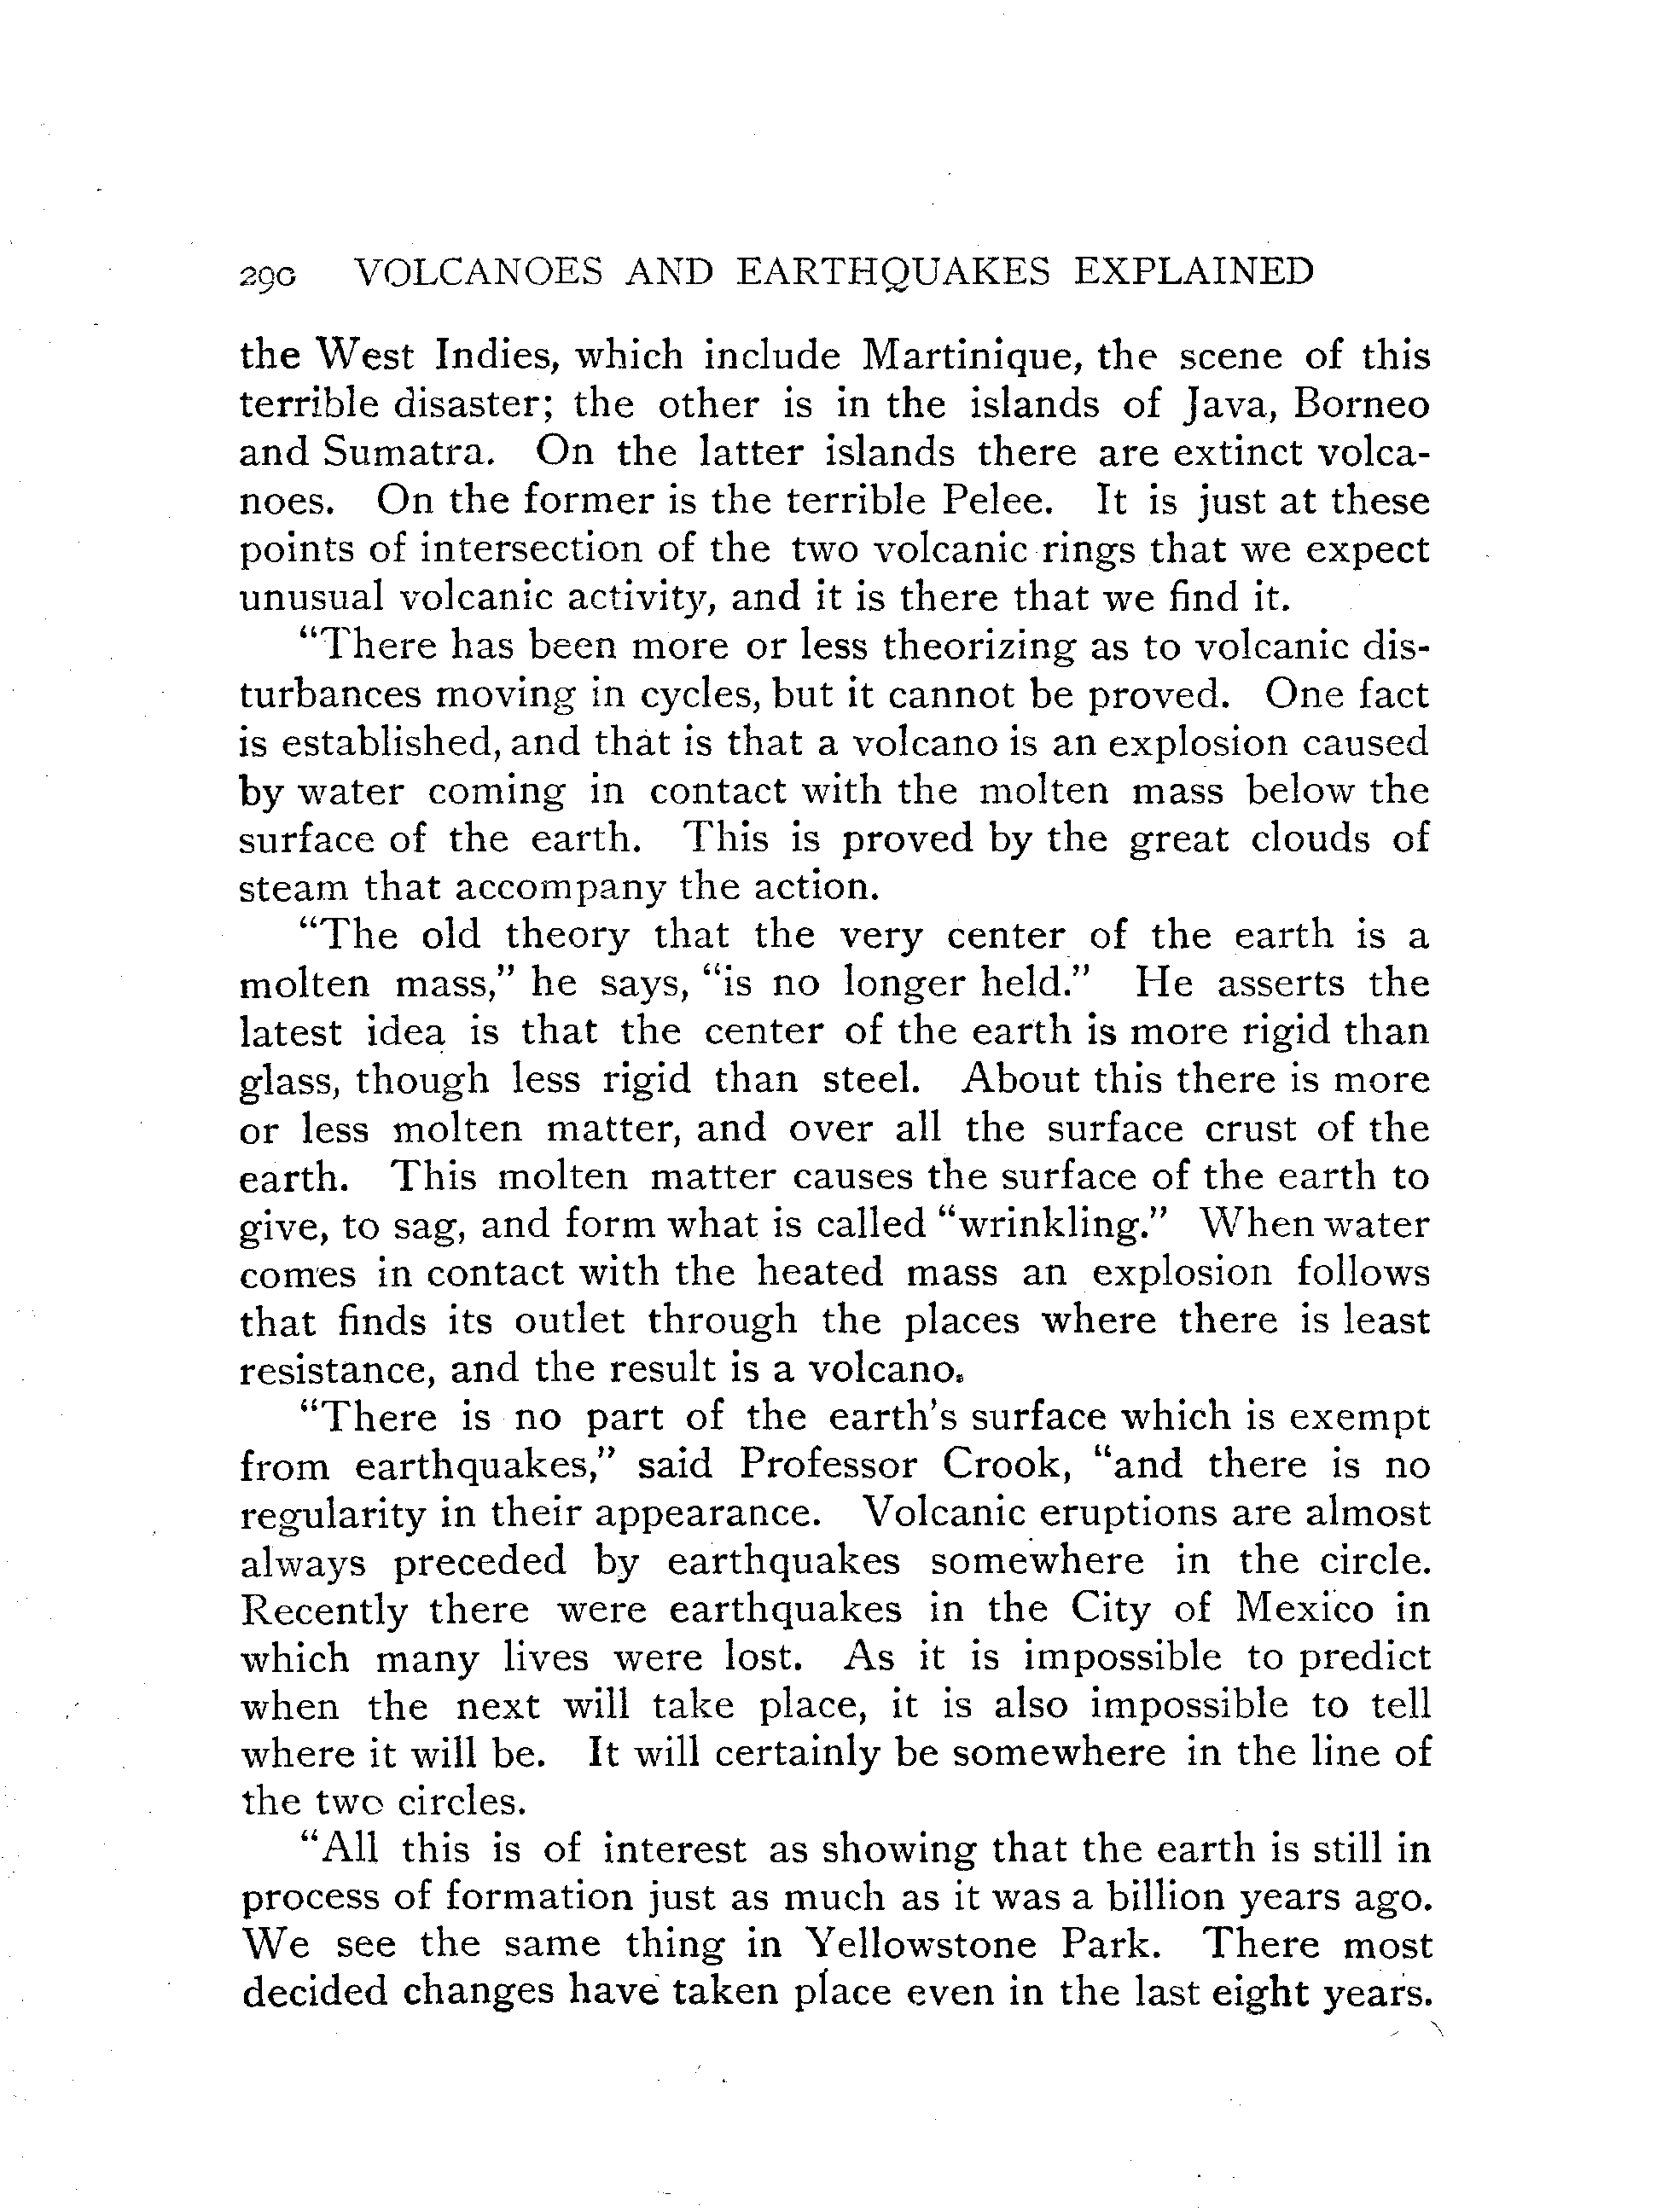 290 VOLCANOES AND EARTHQUAKES EXPLAINED
the West Indies, which include Martinique, the scene of this
terrible disaster; the other is in the islands of Java, Borneo
and Sumatra. On the latter islands there are extinct volca-
noes. On the former is the terrible Pelee. It is just at these
points of intersection of the two volcanic rings that we expect
unusual volcanic activity, and it is there that we find it.
“There has been more or less theorizing as to volcanic dis-
turbances moving in cycles, but it cannot be proved. One fact
is established, and that is that a volcano is an explosion caused
by water coming in contact with the molten mass below the
surface of the earth. This is proved by the great clouds of
steam that accompany the action.
“The old theory that the very center of the earth is a
molten mass,” he says, “is no longer held.” He asserts the
latest idea is that the center of the earth is more rigid than
glass, though less rigid than steel. About this there is more
or less molten matter, and over all the surface crust of the
earth. This molten matter causes the surface of the earth to
give, to sag, and form what is called “wrinkling.” When water
comes in contact with the heated mass an explosion follows
that finds its outlet through the places where there is least
resistance, and the result is a volcano.
“There is no part of the earth's surface which is exempt
from earthquakes,” said Professor Crook, “and there is no
regularity in their appearance. Volcanic eruptions are almost
always preceded by earthquakes somewhere in the circle.
Recently there were earthquakes in the City of Mexico in
which many lives were lost. As it is impossible to predict
when the next will take place, it is also impossible to tell
where it will be. It will certainly be somewhere in the line of
the two circles.
“All this is of interest as showing that the earth is still in
process of formation just as much as it was a billion years ago.
We see the same thing in Yellowstone Park. There most
decided changes have taken place even in the last eight years.